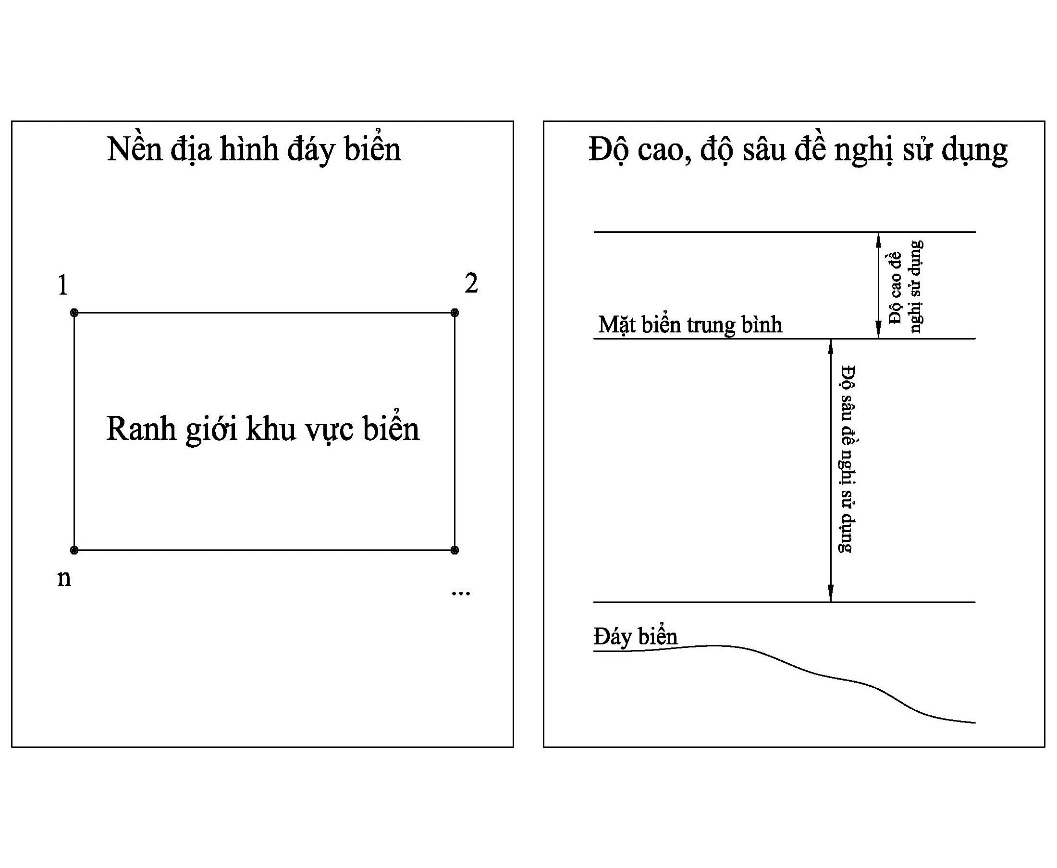 Nền địa hình đáy biển
1
2
Ranh giới khu vực biển
n
...
Độ cao, độ sâu đề nghị sử dụng
Độ cao đề
nghị sử dụng
Mặt biển trung bình
Độ sâu đề nghị sử dụng
Đáy biển